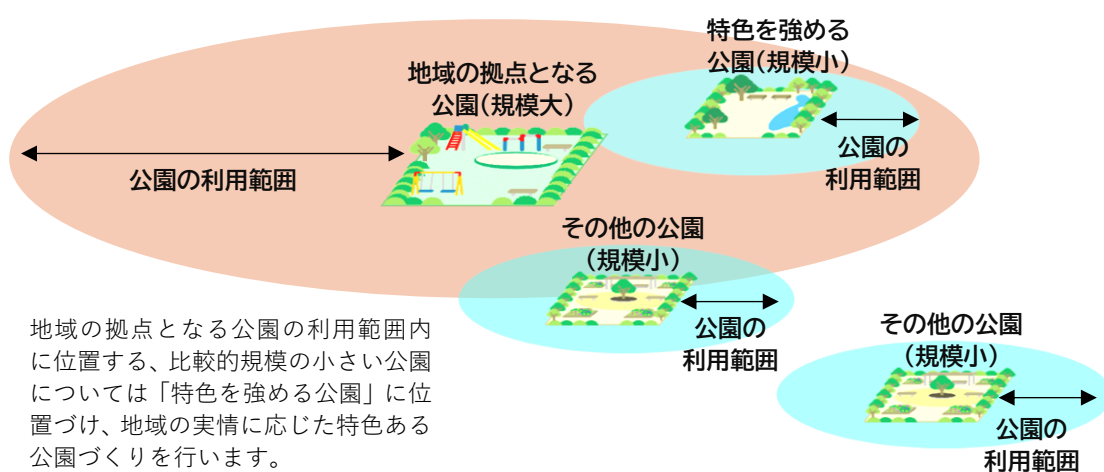 特色を強める
公園(規模小)
地域の拠点となる
公園(規模大)
公園の利用範囲
公園の
利用範囲
その他の公園
(規模小)
公園の
利用範囲
その他の公園
(規模小)
公園の
利用範囲
地域の拠点となる公園の利用範囲内
に位置する、比較的規模の小さい公園
については「特色を強める公園」に位
置づけ、地域の実情に応じた特色ある
公園づくりを行います。